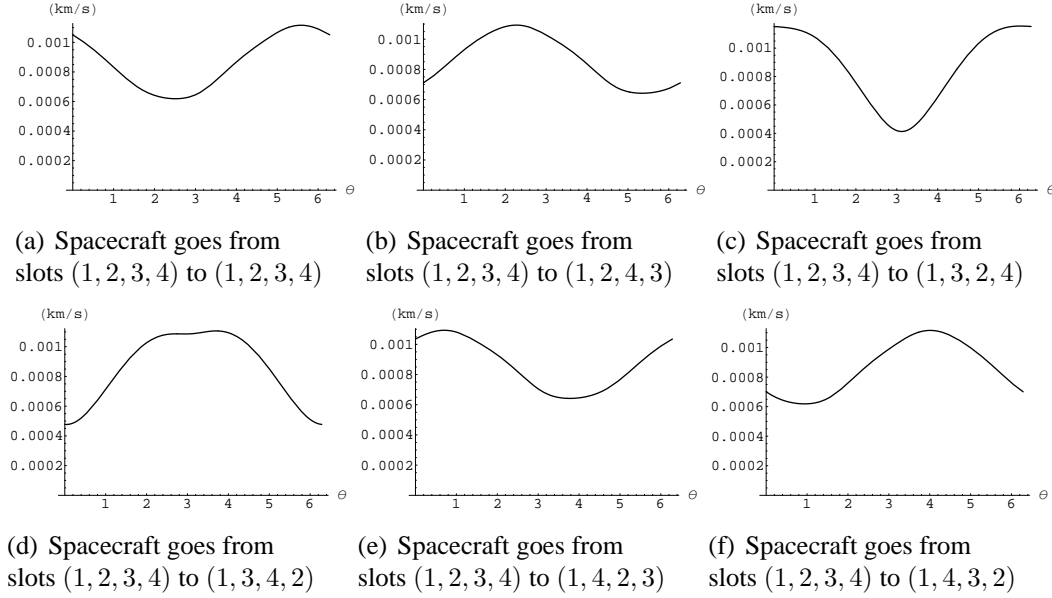 (km/s) (km/s) (km/s)
0.001 0.001 0.001
0.0008 0.0008 0.0008
0.0006 0.0006 0.0006
0.0004 0.0004 0.0004
0.0002 0.0002 0.0002
1 2 3 4 5 6 θ 1 2 3 4 5 6 θ 1 2 3 4 5 6 θ
(a) Spacecraft goes from
slots (1, 2, 3, 4) to (1, 2, 3, 4)
(b) Spacecraft goes from
slots (1, 2, 3, 4) to (1, 2, 4, 3)
(c) Spacecraft goes from
slots (1, 2, 3, 4) to (1, 3, 2, 4)
(km/s) (km/s) (km/s)
0.001 0.001 0.001
0.0008 0.0008 0.0008
0.0006 0.0006 0.0006
0.0004 0.0004 0.0004
0.0002 0.0002 0.0002
1 2 3 4 5 6 θ 1 2 3 4 5 6 θ 1 2 3 4 5 6 θ
(d) Spacecraft goes from
slots (1, 2, 3, 4) to (1, 3, 4, 2)
(e) Spacecraft goes from
slots (1, 2, 3, 4) to (1, 4, 2, 3)
(f) Spacecraft goes from
slots (1, 2, 3, 4) to (1, 4, 3, 2)